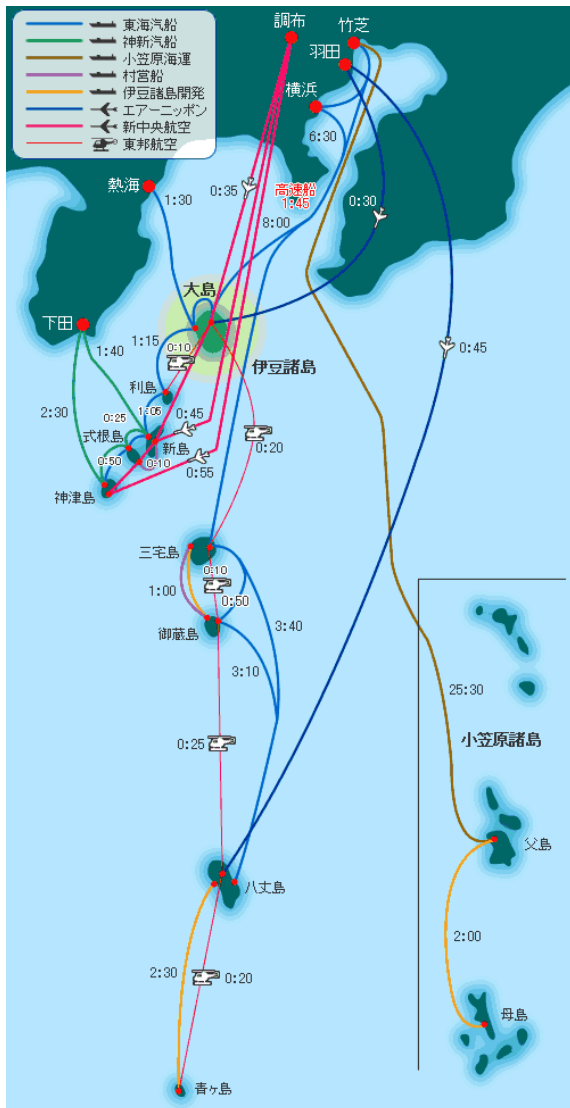 東海汽船
神新汽船
小笠原海運
村営船
伊豆諸島開発
エアーニッポン
新中央航空
東邦航空
調布
竹芝
羽田
横浜
6:30
熱海
1:30
0:35
高速船
1:45
8:00
0:30
大島
下田
1:15
0:10
伊豆諸島
1:40
0:45
利島
2:30
0:25
1:05
0:45
式根島
新島
0:20
0:50
0:10
0:55
神津島
三宅島
0:10
1:00
0:50
3:40
御蔵島
3:10
25:30
0:25
小笠原諸島
父島
八丈島
2:00
2:30
0:20
母島
青ヶ島